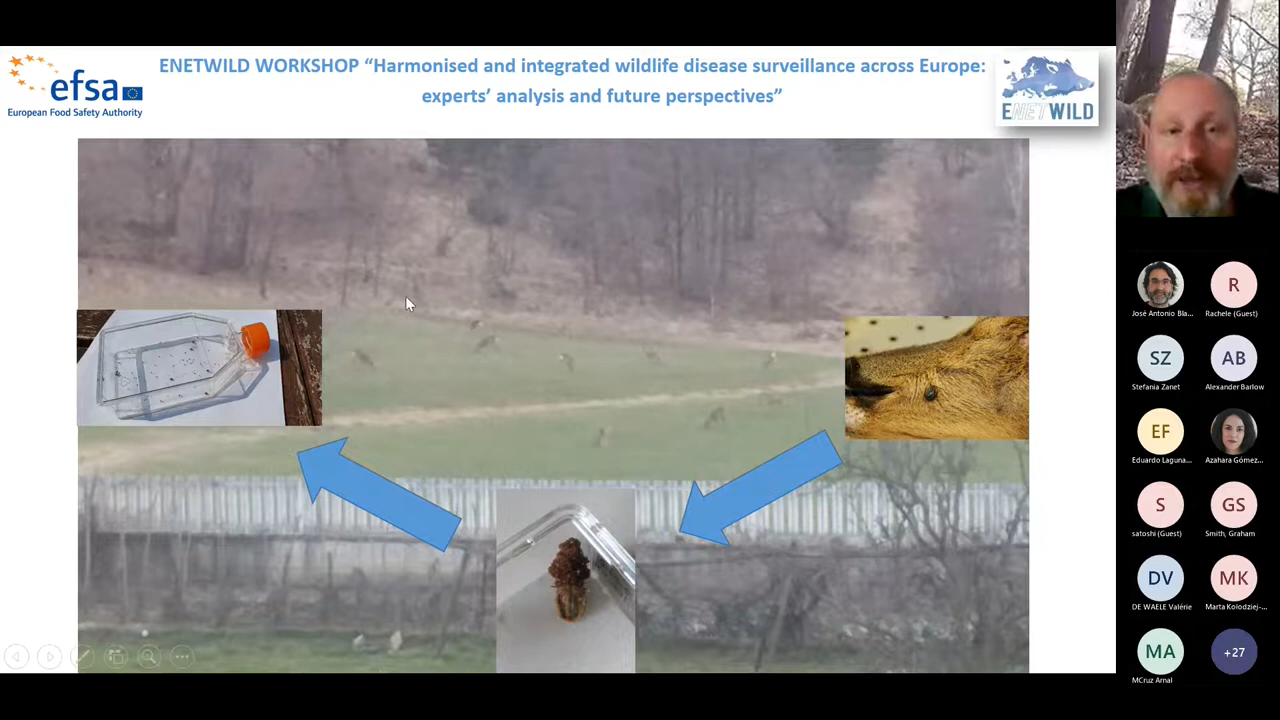 efsa
European Food Safety Authority
ENETWILD WORKSHOP “Harmonised and integrated wildlife disease surveillance across Europe:
experts’ analysis and future perspectives”
ENETWILD
José Antonio Bla...
R
Rachele (Guest)
SZ
Stefania Zanet
AB
Alexander Barlow
EF
Eduardo Laguna...
Azahara Gómez...
S
satoshi (Guest)
GS
Smith, Graham
DV
DE WAELE Valérie
MK
Marta Kołodziej-...
MA
MCruz Arnal
+27